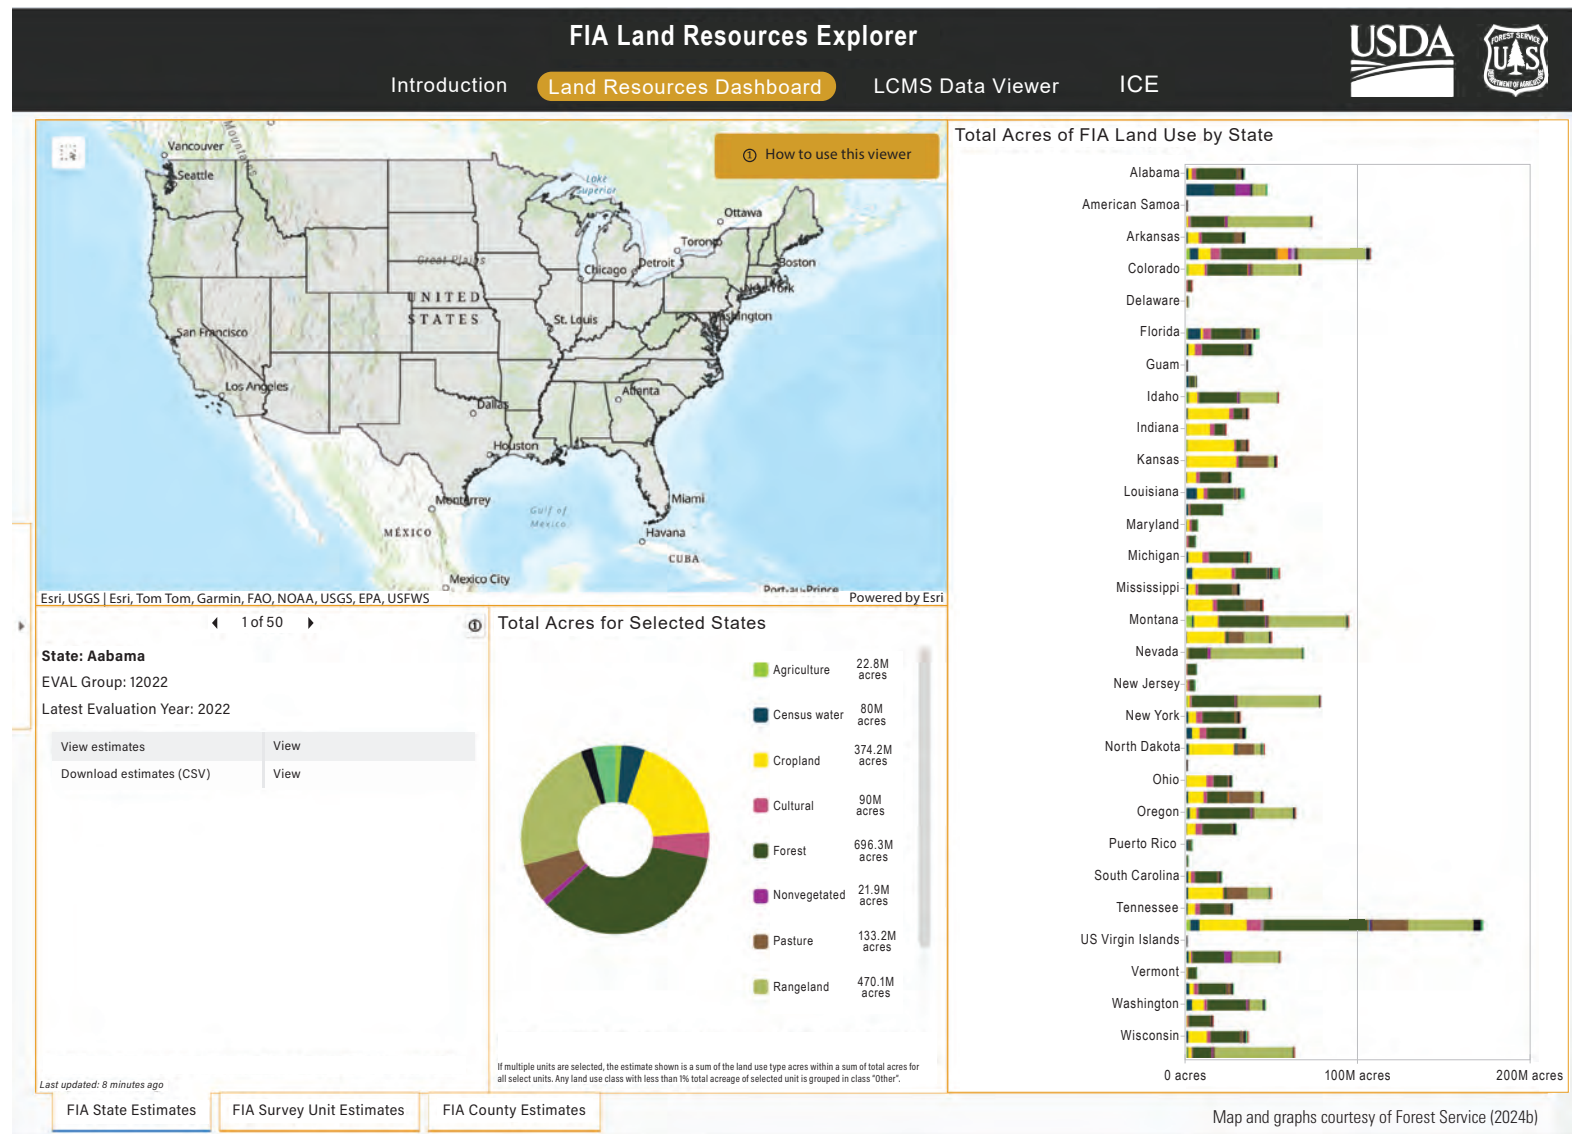 FIA Land Resources Explorer
Introduction
Land Resources Dashboard
LCMS Data Viewer
ICE
USDA
FOREST SERVICE
U S
DEPARTMENT OF AGRICULTURE
How to use this viewer
Vancouver
Mountains
Seattle
Lake
Superior
Ottawa
Toronto
Great Plains
Chicago
Detroit
Boston
New York
UNITED
STATES
St. Louis
Washington
San Francisco
Los Angeles
Atlanta
Dallas
Houston
Monterrey
Miami
Gulf of
Mexico
MÉXICO
Havana
CUBA
Mexico City
Port-au-Prince
Esri, USGS | Esri, Tom Tom, Garmin, FAO, NOAA, USGS, EPA, USFWS
Powered by Esri
1 of 50
State: Aabama
EVAL Group: 12022
Latest Evaluation Year: 2022
View estimates View
Download estimates (CSV) View
Last updated: 8 minutes ago
Total Acres for Selected States
Agriculture 22.8M
acres
Census water 80M
acres
Cropland 374.2M
acres
Cultural 90M
acres
Forest 696.3M
acres
Nonvegetated 21.9M
acres
Pasture 133.2M
acres
Rangeland 470.1M
acres
If multiple units are selected, the estimate shown is a sum of the land use type acres within a sum of total acres for
all select units. Any land use class with less than 1% total acreage of selected unit is grouped in class "Other".
Total Acres of FIA Land Use by State
Alabama
American Samoa
Arkansas
Colorado
Delaware
Florida
Guam
Idaho
Indiana
Kansas
Louisiana
Maryland
Michigan
Mississippi
Montana
Nevada
New Jersey
New York
North Dakota
Ohio
Oregon
Puerto Rico
South Carolina
Tennessee
US Virgin Islands
Vermont
Washington
Wisconsin
0 acres 100M acres 200M acres
FIA State Estimates
FIA Survey Unit Estimates
FIA County Estimates
Map and graphs courtesy of Forest Service (2024b)